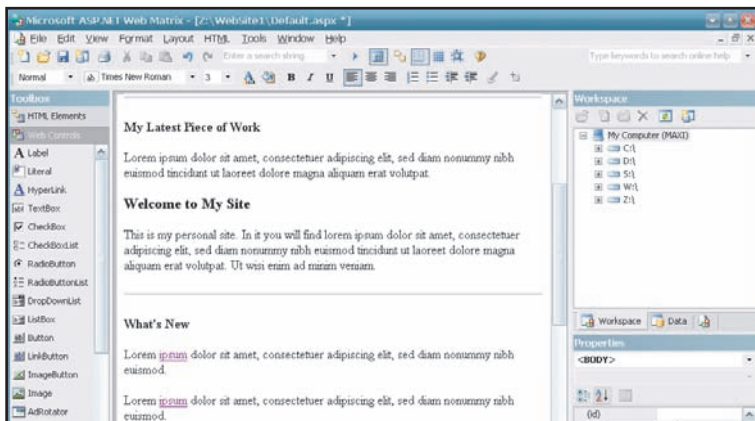 Microsoft ASP.NET Web Matrix - [Z:\WebSite1\Default.aspx *]
File Edit View Format Layout HTML Tools Window Help
Enter a search string
Type keywords to search online help
Normal
Times New Roman
3
B I U
Toolbox
HTML Elements
Web Controls
Label
Literal
HyperLink
TextBox
CheckBox
CheckBoxList
RadioButton
RadioButtonList
DropDownList
ListBox
Button
LinkButton
ImageButton
Image
AdRotator
My Latest Piece of Work
Lorem ipsum dolor sit amet, consectetuer adipiscing elit, sed diam nonummy nibh
euismod tincidunt ut laoreet dolore magna aliquam erat volutpat.
Welcome to My Site
This is my personal site. In it you will find lorem ipsum dolor sit amet, consectetuer
adipiscing elit, sed diam nonummy nibh euismod tincidunt ut laoreet dolore magna
aliquam erat volutpat. Ut wisi enim ad minim veniam.
What's New
Lorem ipsum dolor sit amet, consectetuer adipiscing elit, sed diam nonummy nibh
euismod.
Lorem ipsum dolor sit amet, consectetuer adipiscing elit, sed diam nonummy nibh
euismod.
Workspace
My Computer (MAXI)
C:\
D:\
S:\
W:\
Z:\
Workspace Data
Properties
<BODY>
(id)